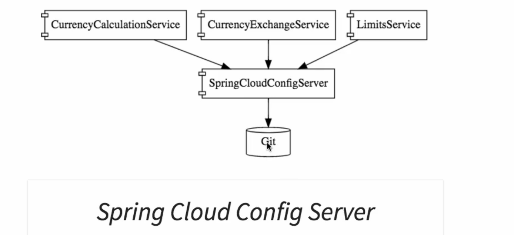 CurrencyCalculationService CurrencyExchangeService LimitsService
SpringCloudConfigServer
Git
Spring Cloud Config Server